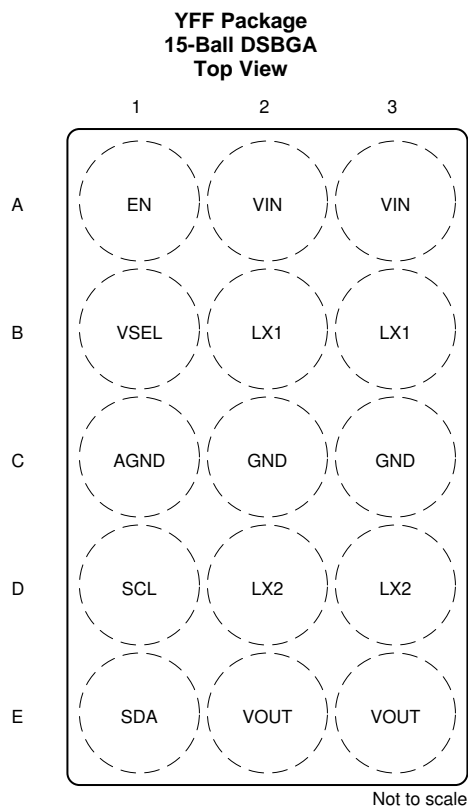 YFF Package
15-Ball DSBGA
Top View
1 2 3
A EN VIN VIN
B VSEL LX1 LX1
C AGND GND GND
D SCL LX2 LX2
E SDA VOUT VOUT
Not to scale